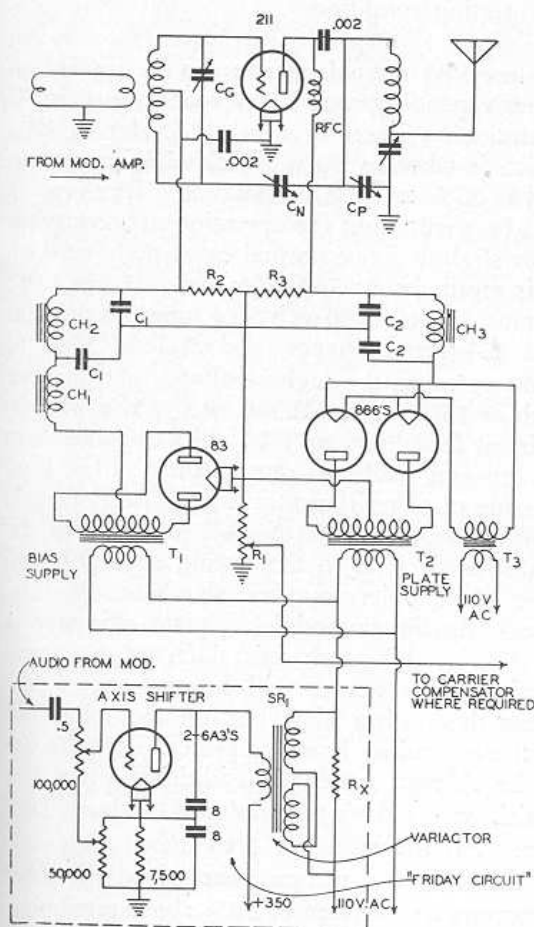 211
.002
CG
RFC
.002
FROM MOD. AMP.
CN
CP
R2
R3
CH2
C1
C2
CH3
C1
C2
CH1
866'S
83
R1
BIAS
SUPPLY
T1
T2
PLATE
SUPPLY
T3
110 V
AC
AUDIO FROM MOD.
TO CARRIER
COMPENSATOR
WHERE REQUIRED
AXIS SHIFTER
SR1
.5
2-6A3'S
RX
100,000
8
8
VARIACTOR
50,000
7,500
"FRIDAY CIRCUIT"
+350
110V. AC